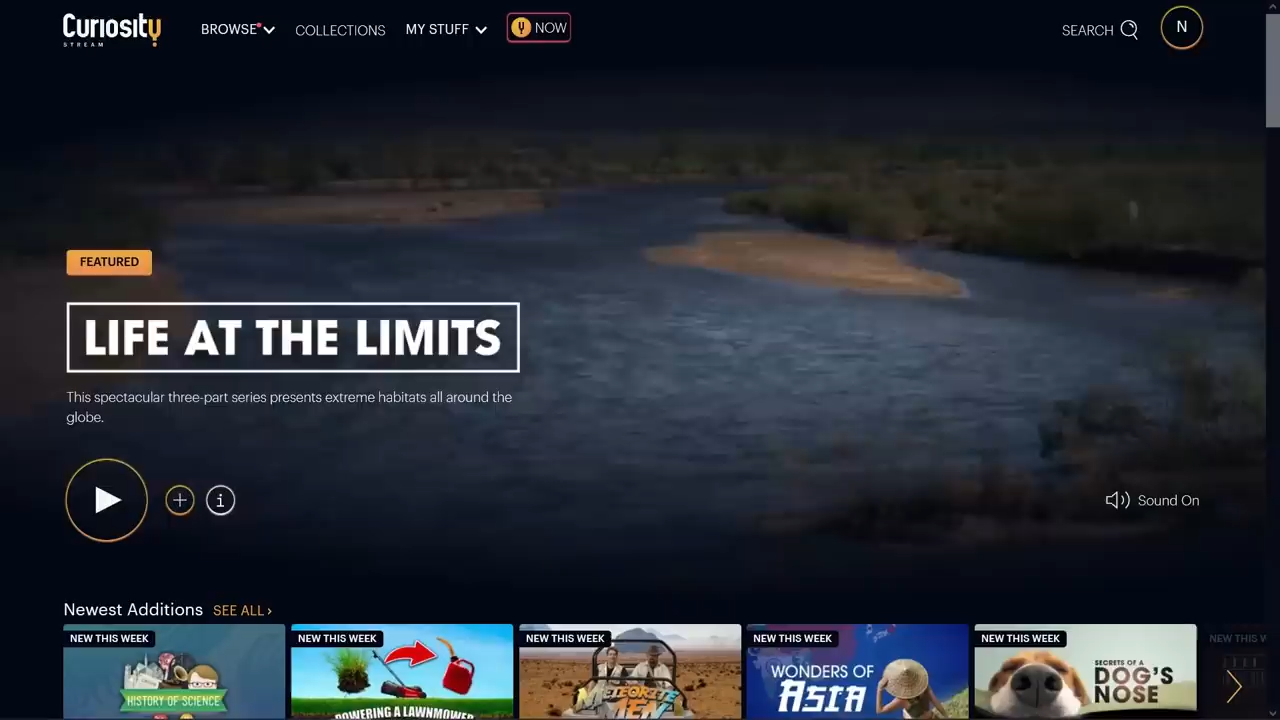 Curiosity
STREAM
BROWSE
COLLECTIONS
MY STUFF
NOW
SEARCH
N
FEATURED
LIFE AT THE LIMITS
This spectacular three-part series presents extreme habitats all around the
globe.
Sound On
Newest Additions SEE ALL ›
NEW THIS WEEK
HISTORY OF SCIENCE
NEW THIS WEEK
POWERING A LAWNMOWER
NEW THIS WEEK
METEORITE
MEN
NEW THIS WEEK
WONDERS OF
ASIA
NEW THIS WEEK
SECRETS OF A
DOG'S
NOSE
NEW THIS W